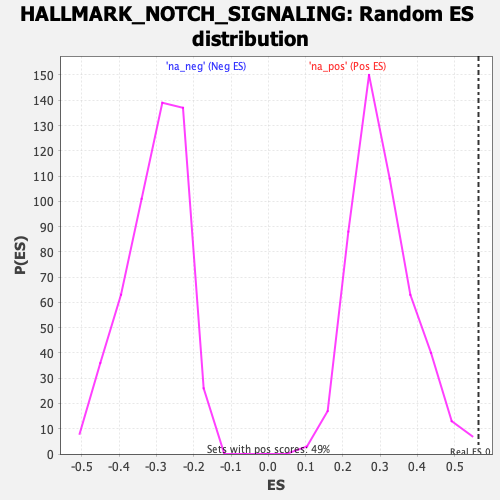 HALLMARK_NOTCH_SIGNALING: Random ES
distribution
'na_neg' (Neg ES) 'na_pos' (Pos ES)
150
140
130
120
110
100
90
80
70
60
50
40
30
20
10
0
P(ES)
Sets with pos scores: 49%
Real ES 0
-0.5 -0.4 -0.3 -0.2 -0.1 0.0 0.1 0.2 0.3 0.4 0.5
ES